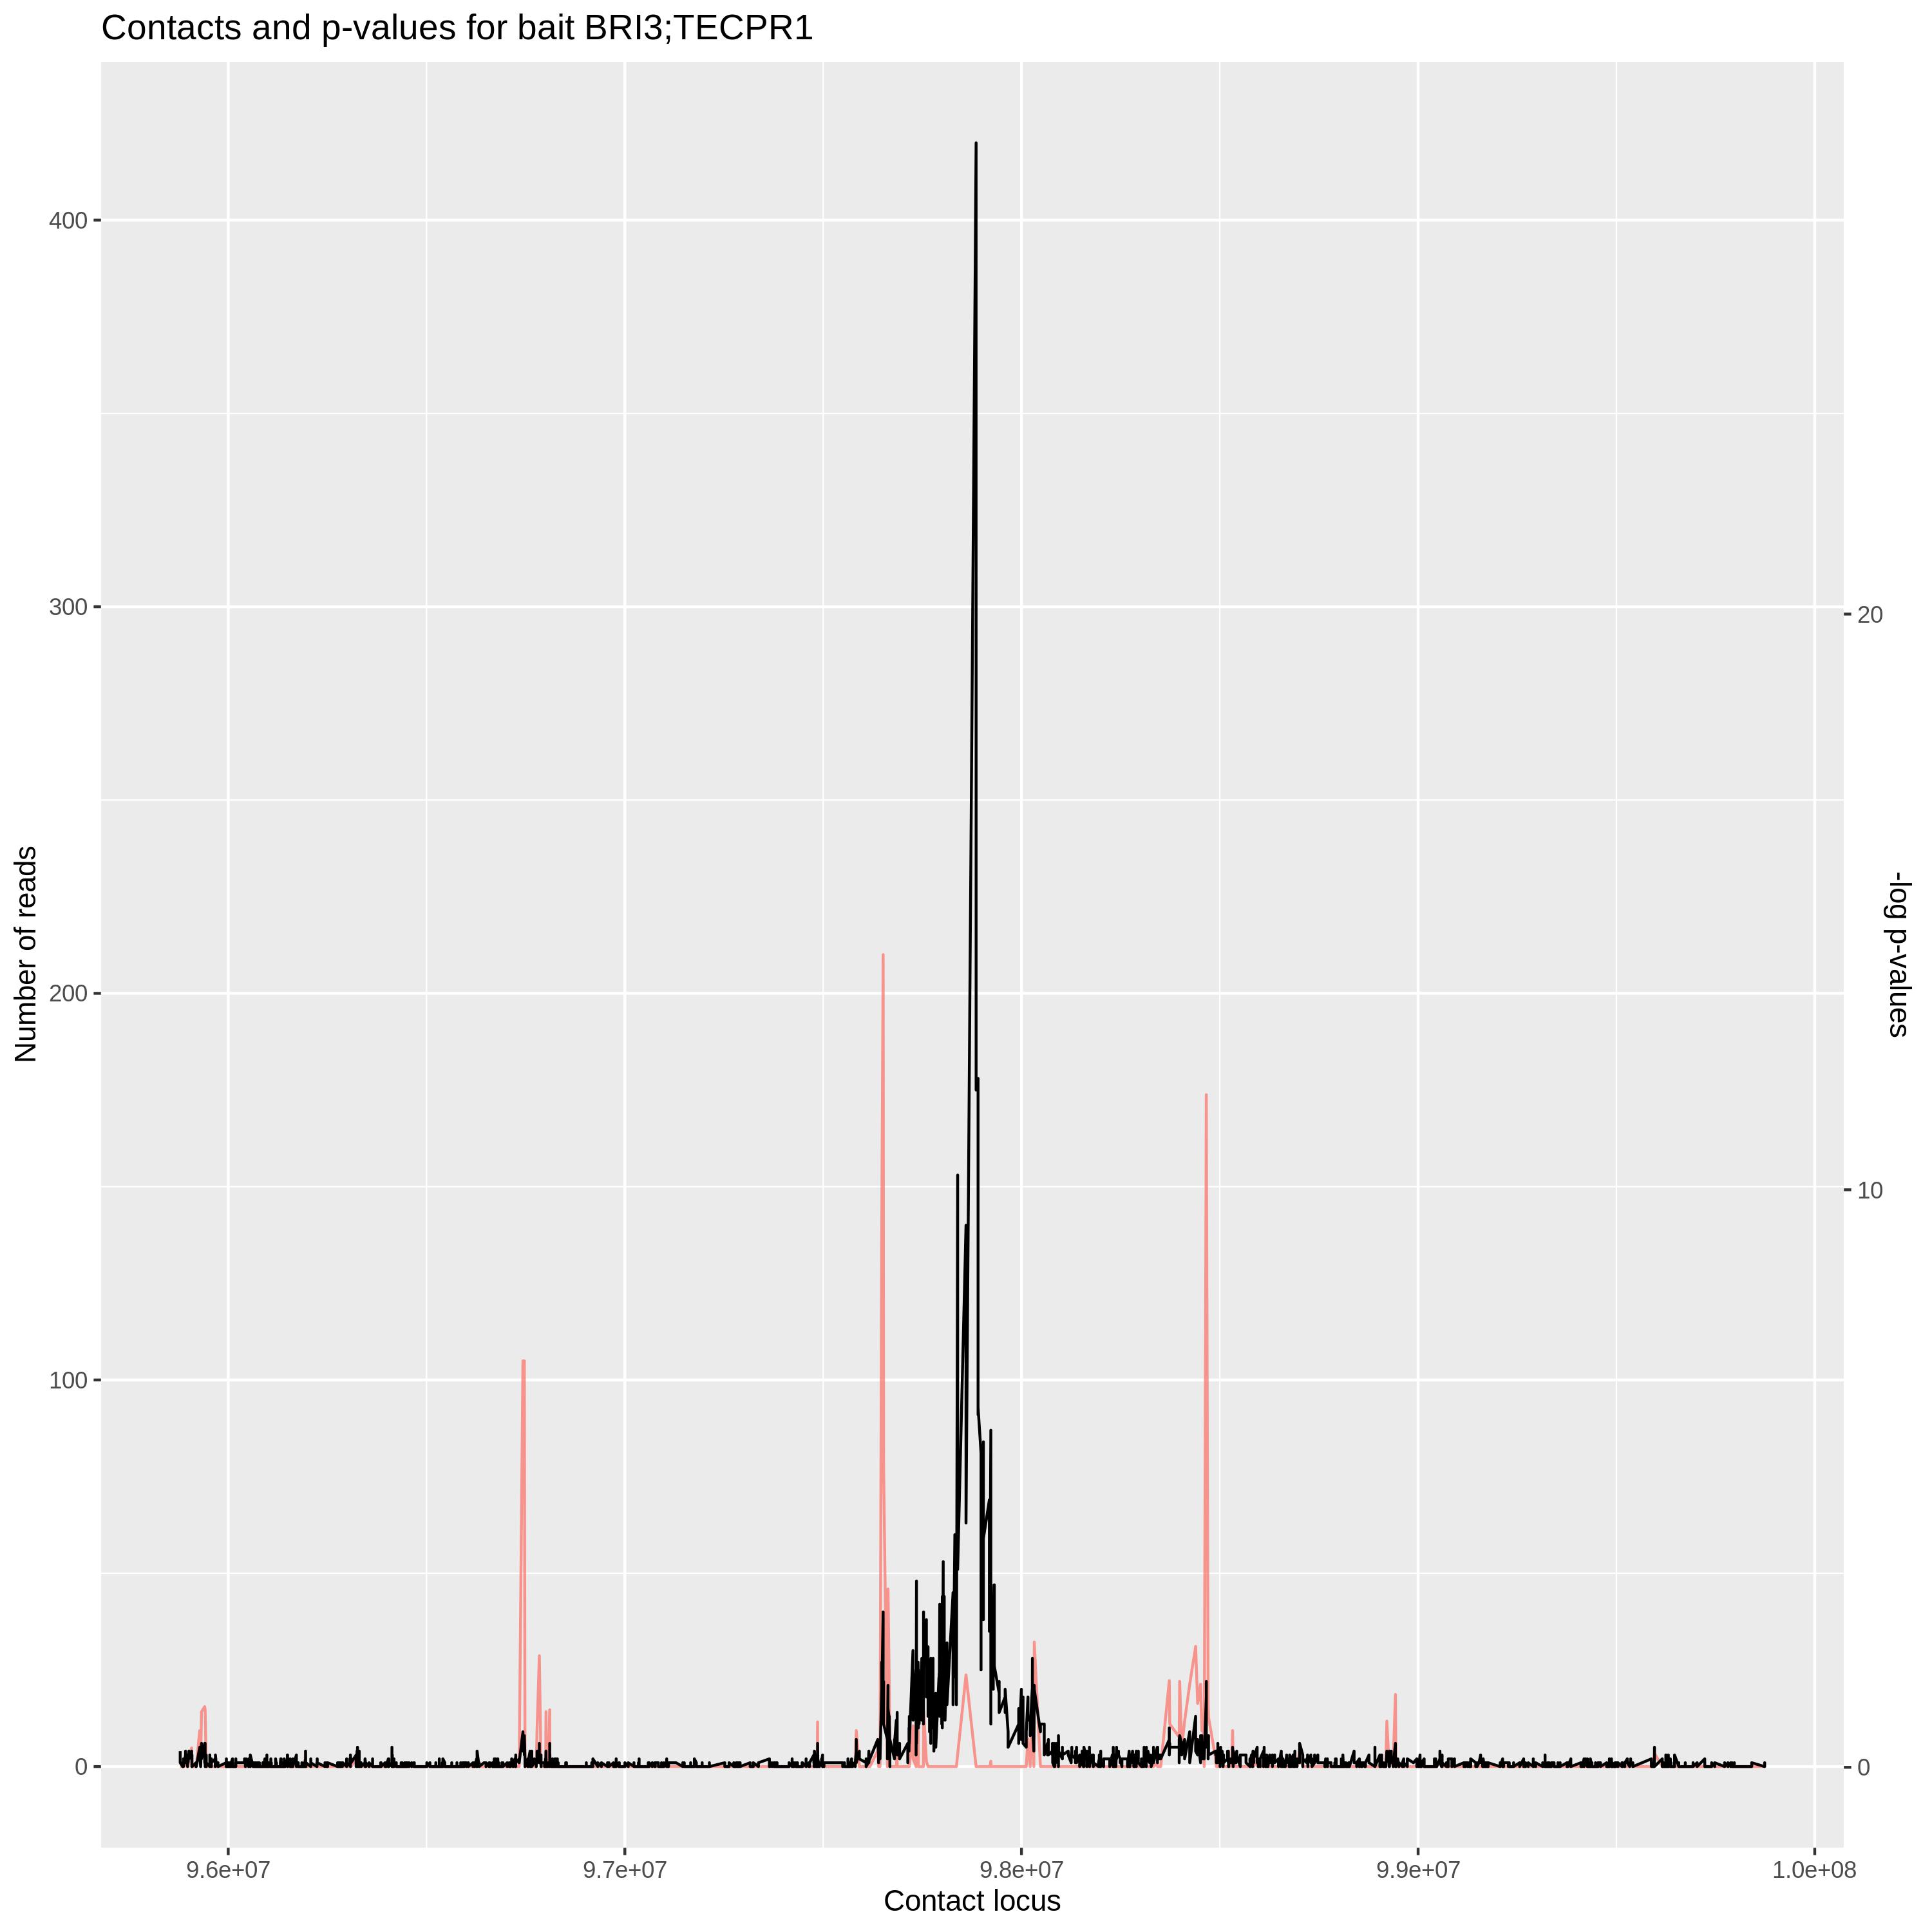 Contacts and p-values for bait BRI3;TECPR1
400
300
200
100
0
Number of reads
20
10
0
-log p-values
9.6e+07
9.7e+07
9.8e+07
9.9e+07
1.0e+08
Contact locus